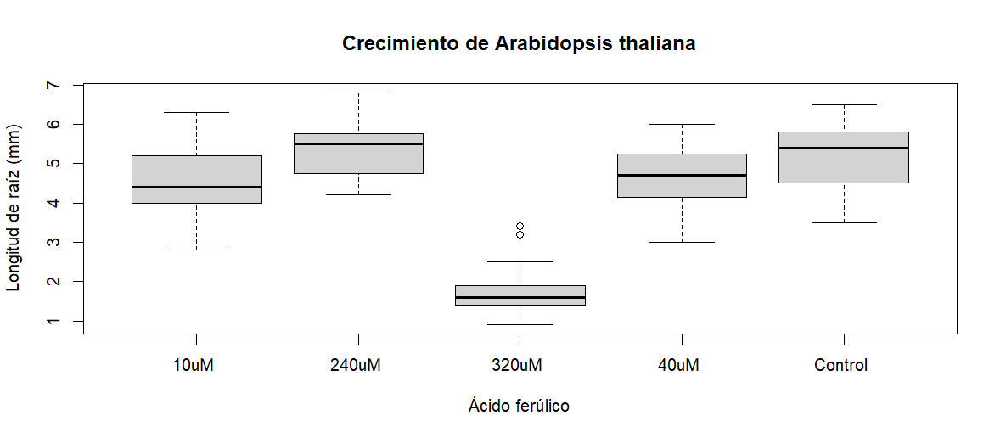 Crecimiento de Arabidopsis thaliana
Longitud de raíz (mm)
7
6
5
4
3
2
1
10uM 240uM 320uM 40uM Control
Ácido ferúlico